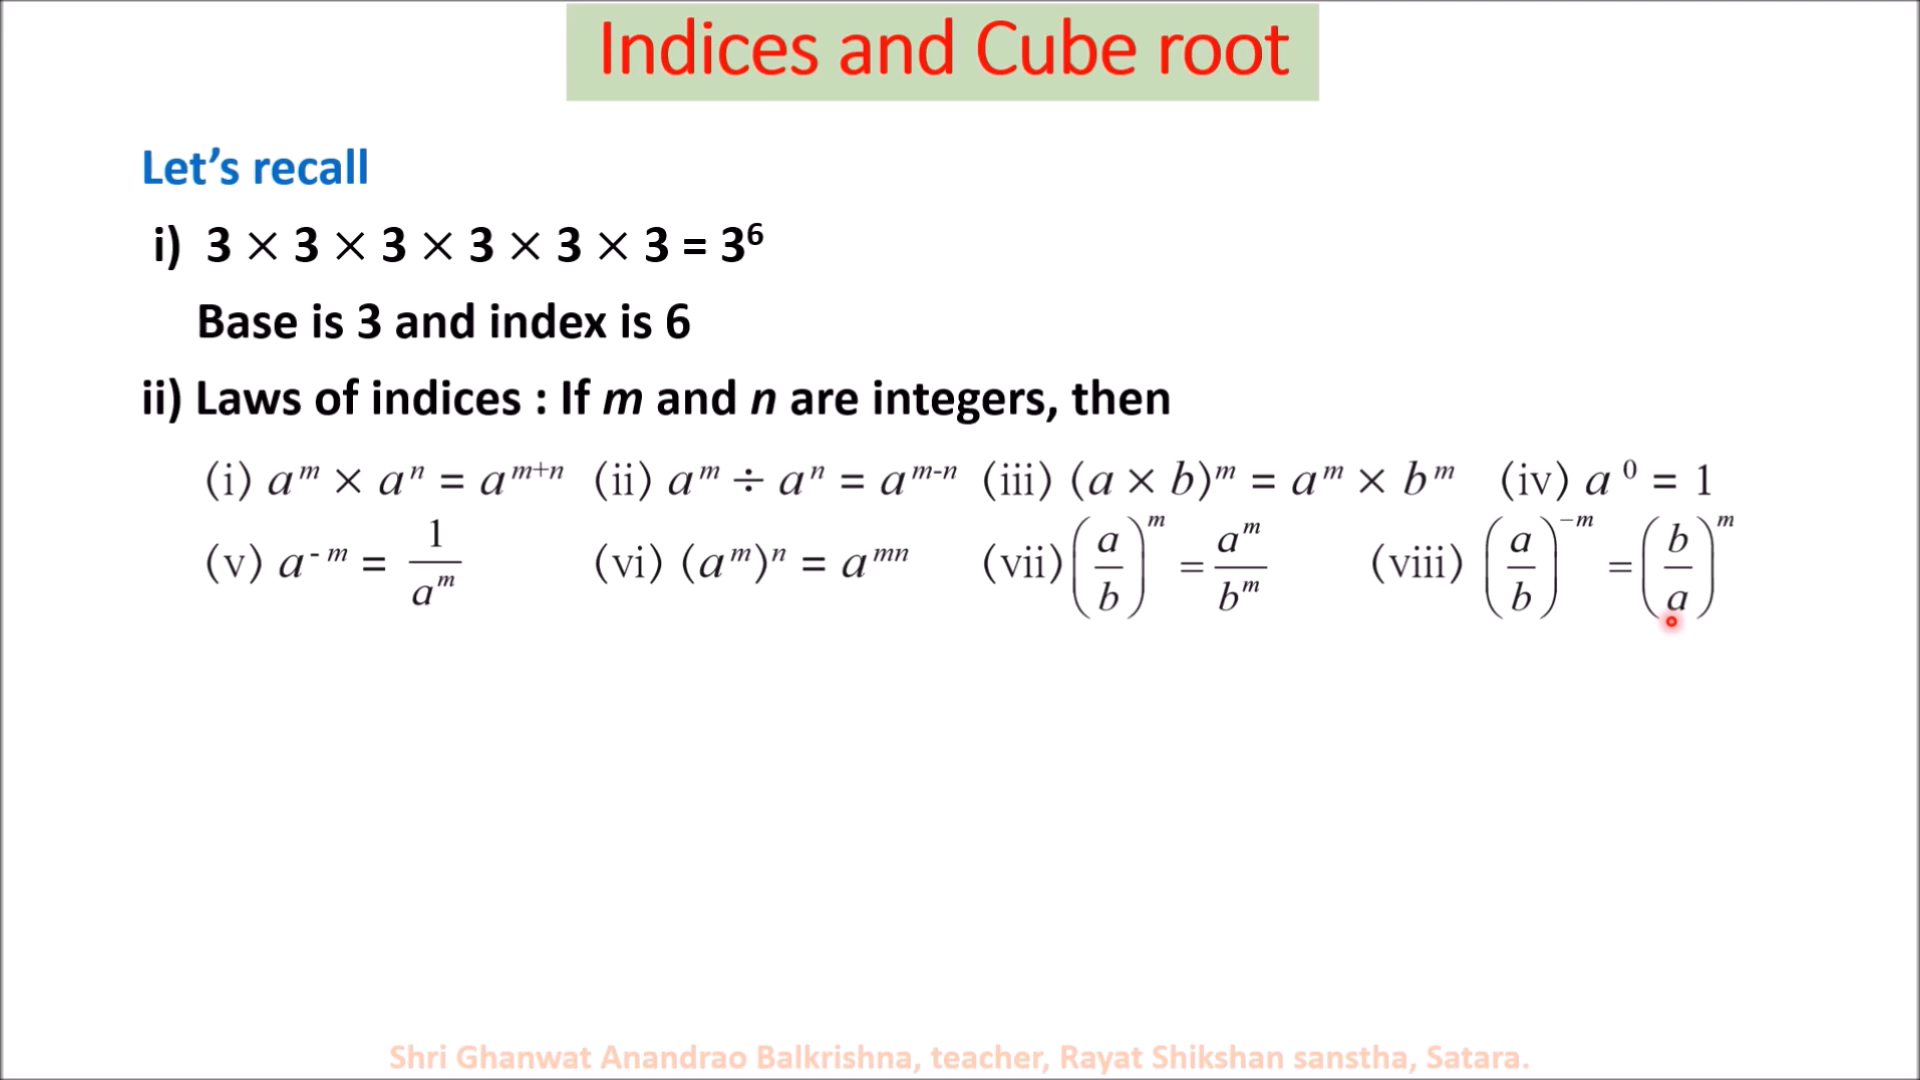 Indices and Cube root
Let’s recall
i) 3 × 3 × 3 × 3 × 3 × 3 = 3⁶
Base is 3 and index is 6
ii) Laws of indices : If m and n are integers, then
(i) aᵐ × aⁿ = aᵐ⁺ⁿ (ii) aᵐ ÷ aⁿ = aᵐ⁻ⁿ (iii) (a × b)ᵐ = aᵐ × bᵐ (iv) a⁰ = 1
(v) a⁻ᵐ = 1/aᵐ (vi) (aᵐ)ⁿ = aᵐⁿ (vii) (a/b)ᵐ = aᵐ/bᵐ (viii) (a/b)⁻ᵐ = (b/a)ᵐ
Shri Ghanwat Anandrao Balkrishna, teacher, Rayat Shikshan sanstha, Satara.